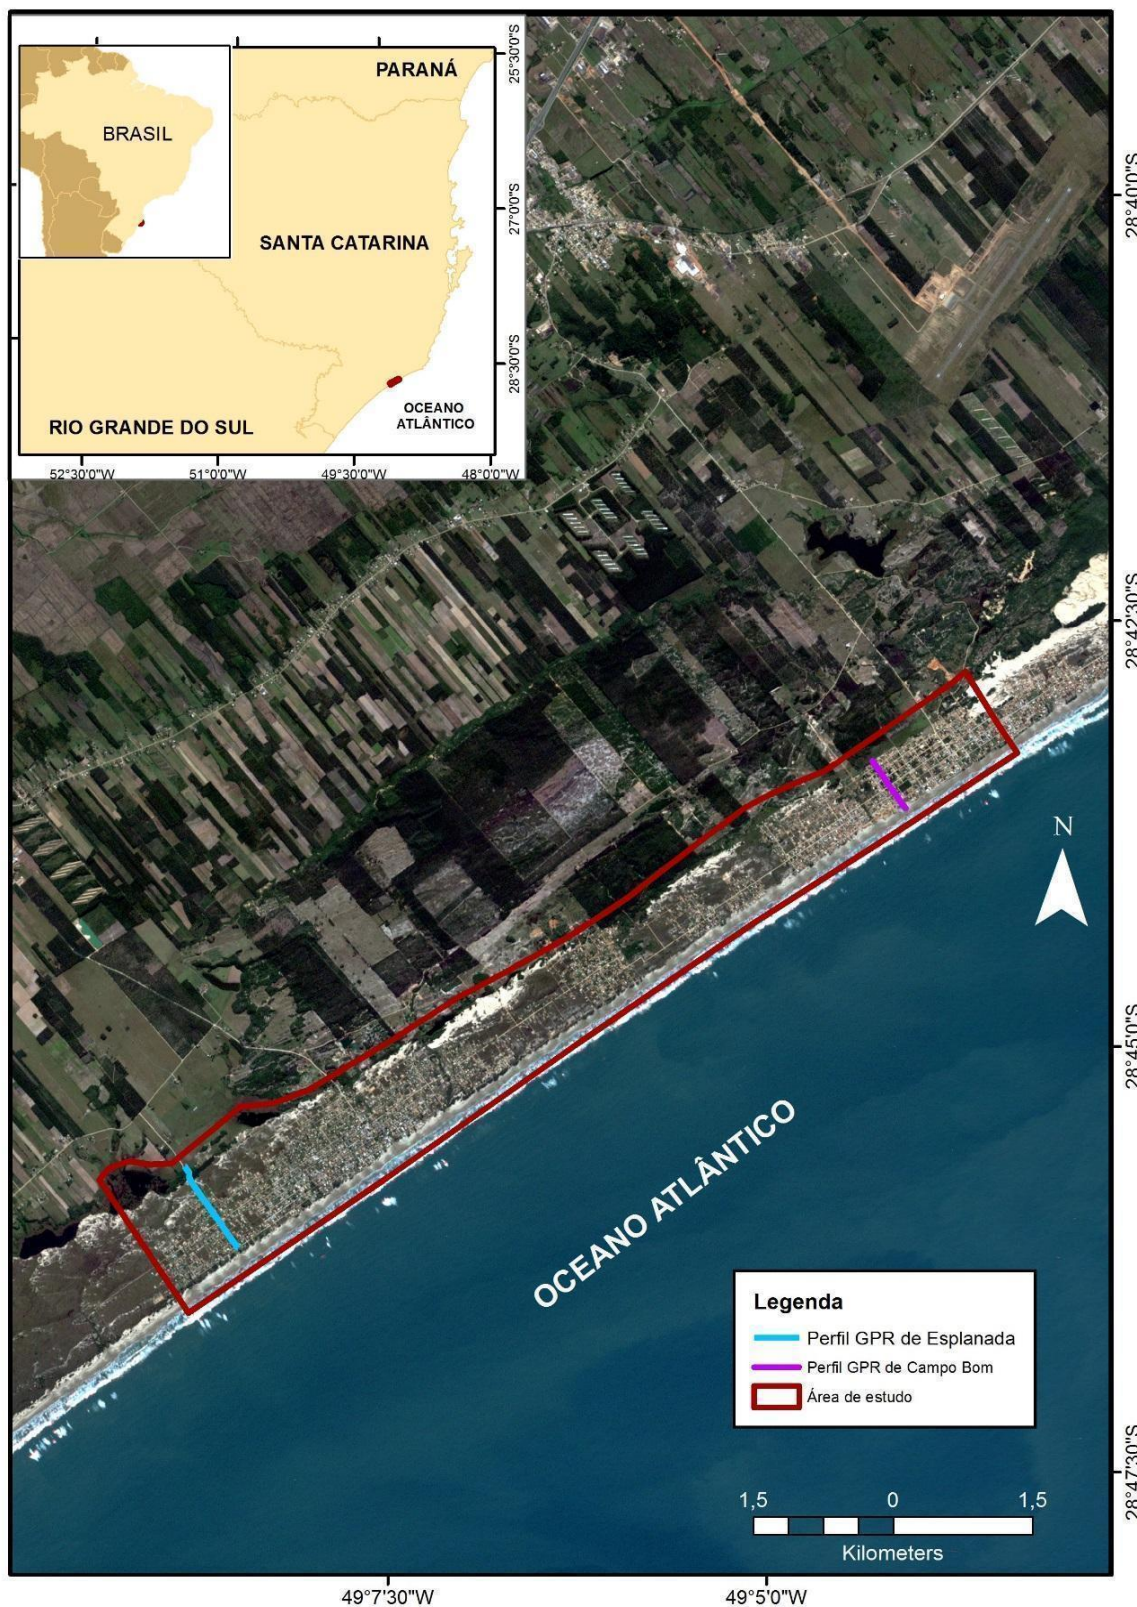 PARANÁ
BRASIL
SANTA CATARINA
RIO GRANDE DO SUL
OCEANO
ATLÂNTICO
25°30'0"S
27°0'0"S
28°30'0"S
52°30'0"W
51°0'0"W
49°30'0"W
48°0'0"W
28°40'0"S
28°42'30"S
N
28°45'0"S
OCEANO ATLÂNTICO
Legenda
Perfil GPR de Esplanada
Perfil GPR de Campo Bom
Área de estudo
28°47'30"S
1,5 0 1,5
Kilometers
49°7'30"W
49°5'0"W